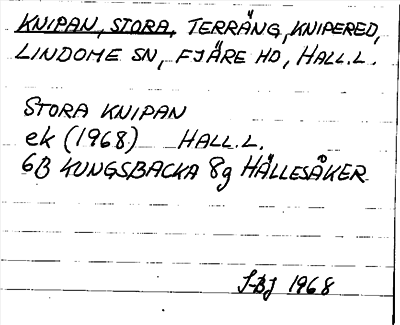 KNIPAN, STORA, TERRÄNG, KNIPERED,
LINDOME SN, FJÄRE HD, HALL.L.
STORA KNIPAN
ek (1968) HALL.L.
6B KUNGSBACKA 8g HÄLLESÅKER
J-BJ 1968